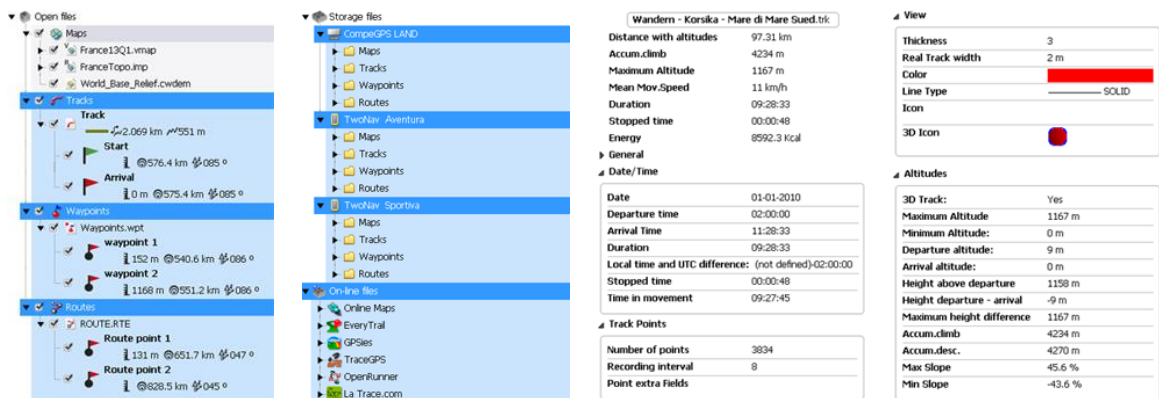 Open files
Maps
France13Q1.vmap
FranceTopo.imp
World_Base_Relief.cwdem
Tracks
Track
2.069 km 551 m
Start
576.4 km 085 º
Arrival
0 m 575.4 km 085 º
Waypoints
Waypoints.wpt
waypoint 1
152 m 540.6 km 086 º
waypoint 2
1168 m 551.2 km 086 º
Routes
ROUTE.RTE
Route point 1
131 m 651.7 km 047 º
Route point 2
828.5 km 045 º
Storage files
CompeGPS LAND
Maps
Tracks
Waypoints
Routes
TwoNav Aventura
Maps
Tracks
Waypoints
Routes
TwoNav Sportiva
Maps
Tracks
Waypoints
Routes
On-line files
Online Maps
EveryTrail
GPSies
TraceGPS
OpenRunner
La Trace.com
Wandern - Korsika - Mare di Mare Sued.trk
Distance with altitudes 97.31 km
Accum.climb 4234 m
Maximum Altitude 1167 m
Mean Mov.Speed 11 km/h
Duration 09:28:33
Stopped time 00:00:48
Energy 8592.3 Kcal
General
Date/Time
Date 01-01-2010
Departure time 02:00:00
Arrival Time 11:28:33
Duration 09:28:33
Local time and UTC difference: (not defined)-02:00:00
Stopped time 00:00:48
Time in movement 09:27:45
Track Points
Number of points 3834
Recording interval 8
Point extra Fields
View
Thickness 3
Real Track width 2 m
Color
Line Type SOLID
Icon
3D Icon
Altitudes
3D Track: Yes
Maximum Altitude 1167 m
Minimum Altitude: 0 m
Departure altitude: 9 m
Arrival altitude: 0 m
Height above departure 1158 m
Height departure - arrival -9 m
Maximum height difference 1167 m
Accum.climb 4234 m
Accum.desc. 4270 m
Max Slope 45.6 %
Min Slope -43.6 %